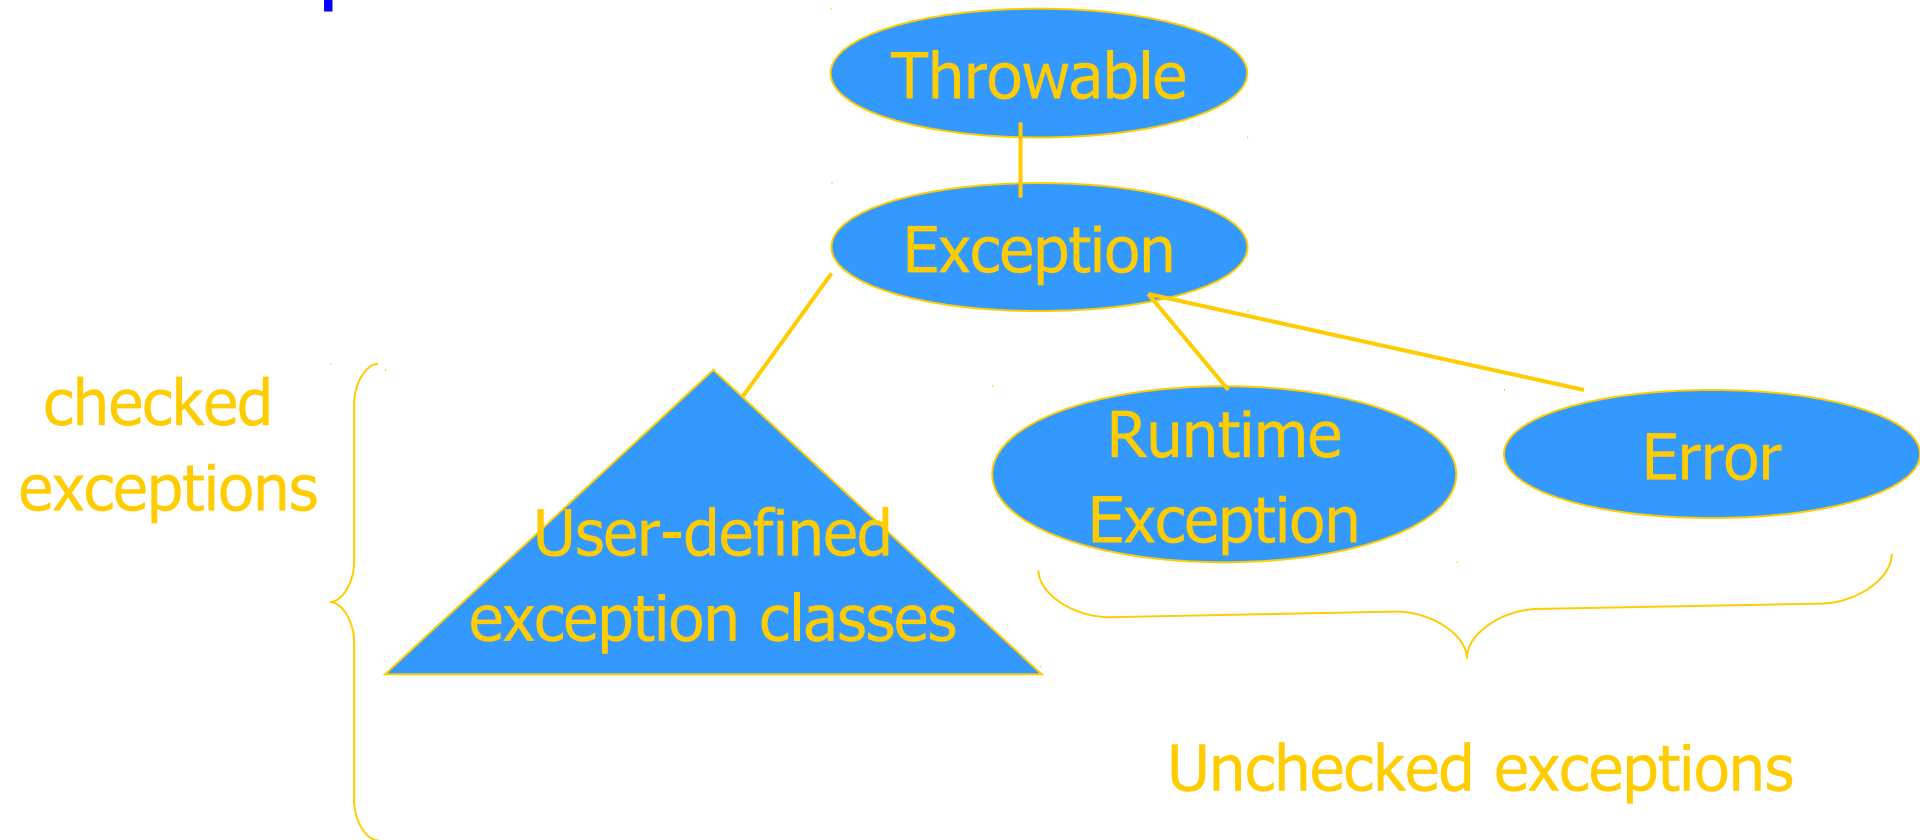 Throwable
Exception
checked
exceptions
User-defined
exception classes
Runtime
Exception
Error
Unchecked exceptions